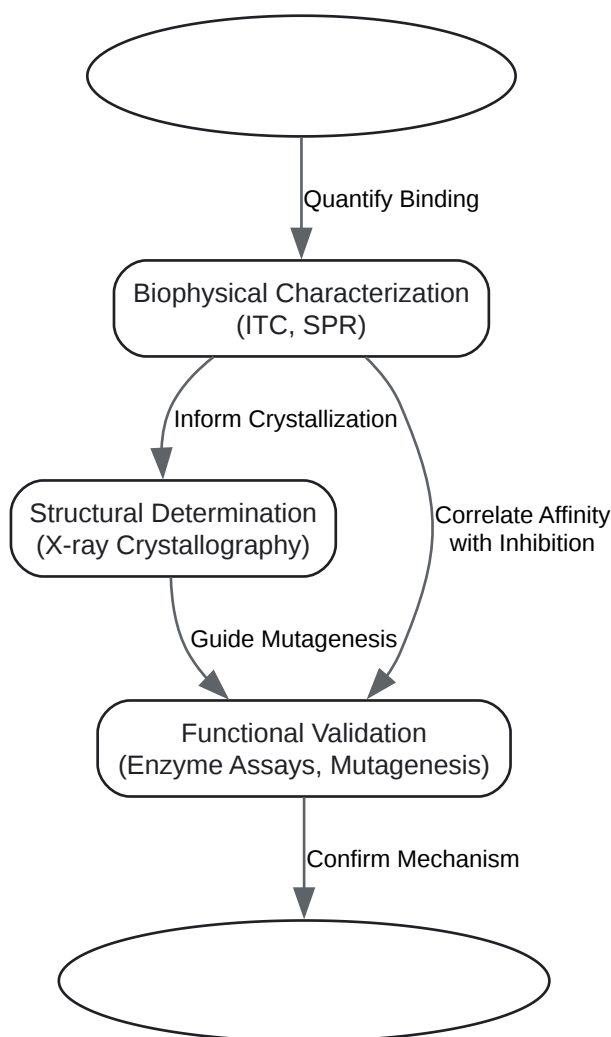 Quantify Binding
Biophysical Characterization
(ITC, SPR)
Inform Crystallization
Structural Determination
(X-ray Crystallography)
Correlate Affinity
with Inhibition
Guide Mutagenesis
Functional Validation
(Enzyme Assays, Mutagenesis)
Confirm Mechanism